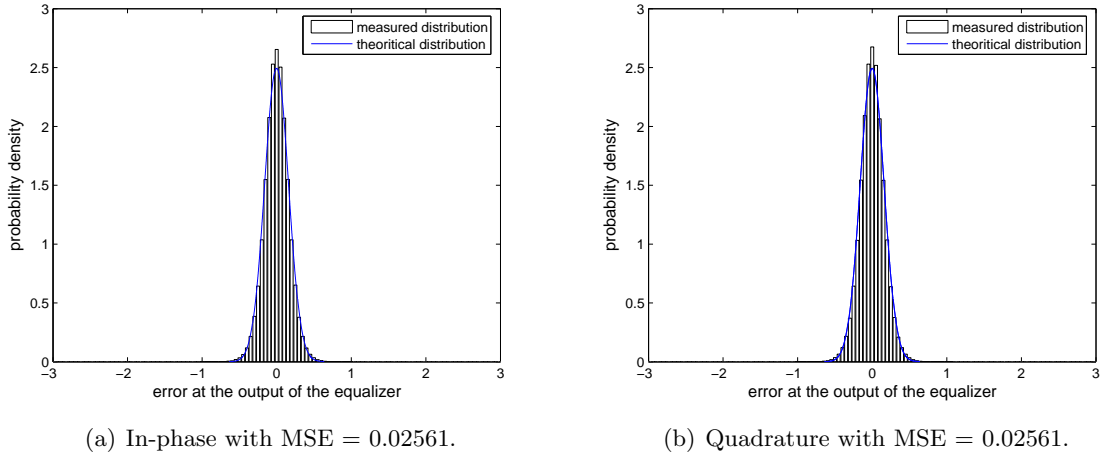 3
2.5
2
1.5
1
0.5
0
−3
−2
−1
0
1
2
3
probability density
error at the output of the equalizer
measured distribution
theoritical distribution
(a) In-phase with MSE = 0.02561.
3
2.5
2
1.5
1
0.5
0
−3
−2
−1
0
1
2
3
probability density
error at the output of the equalizer
measured distribution
theoritical distribution
(b) Quadrature with MSE = 0.02561.